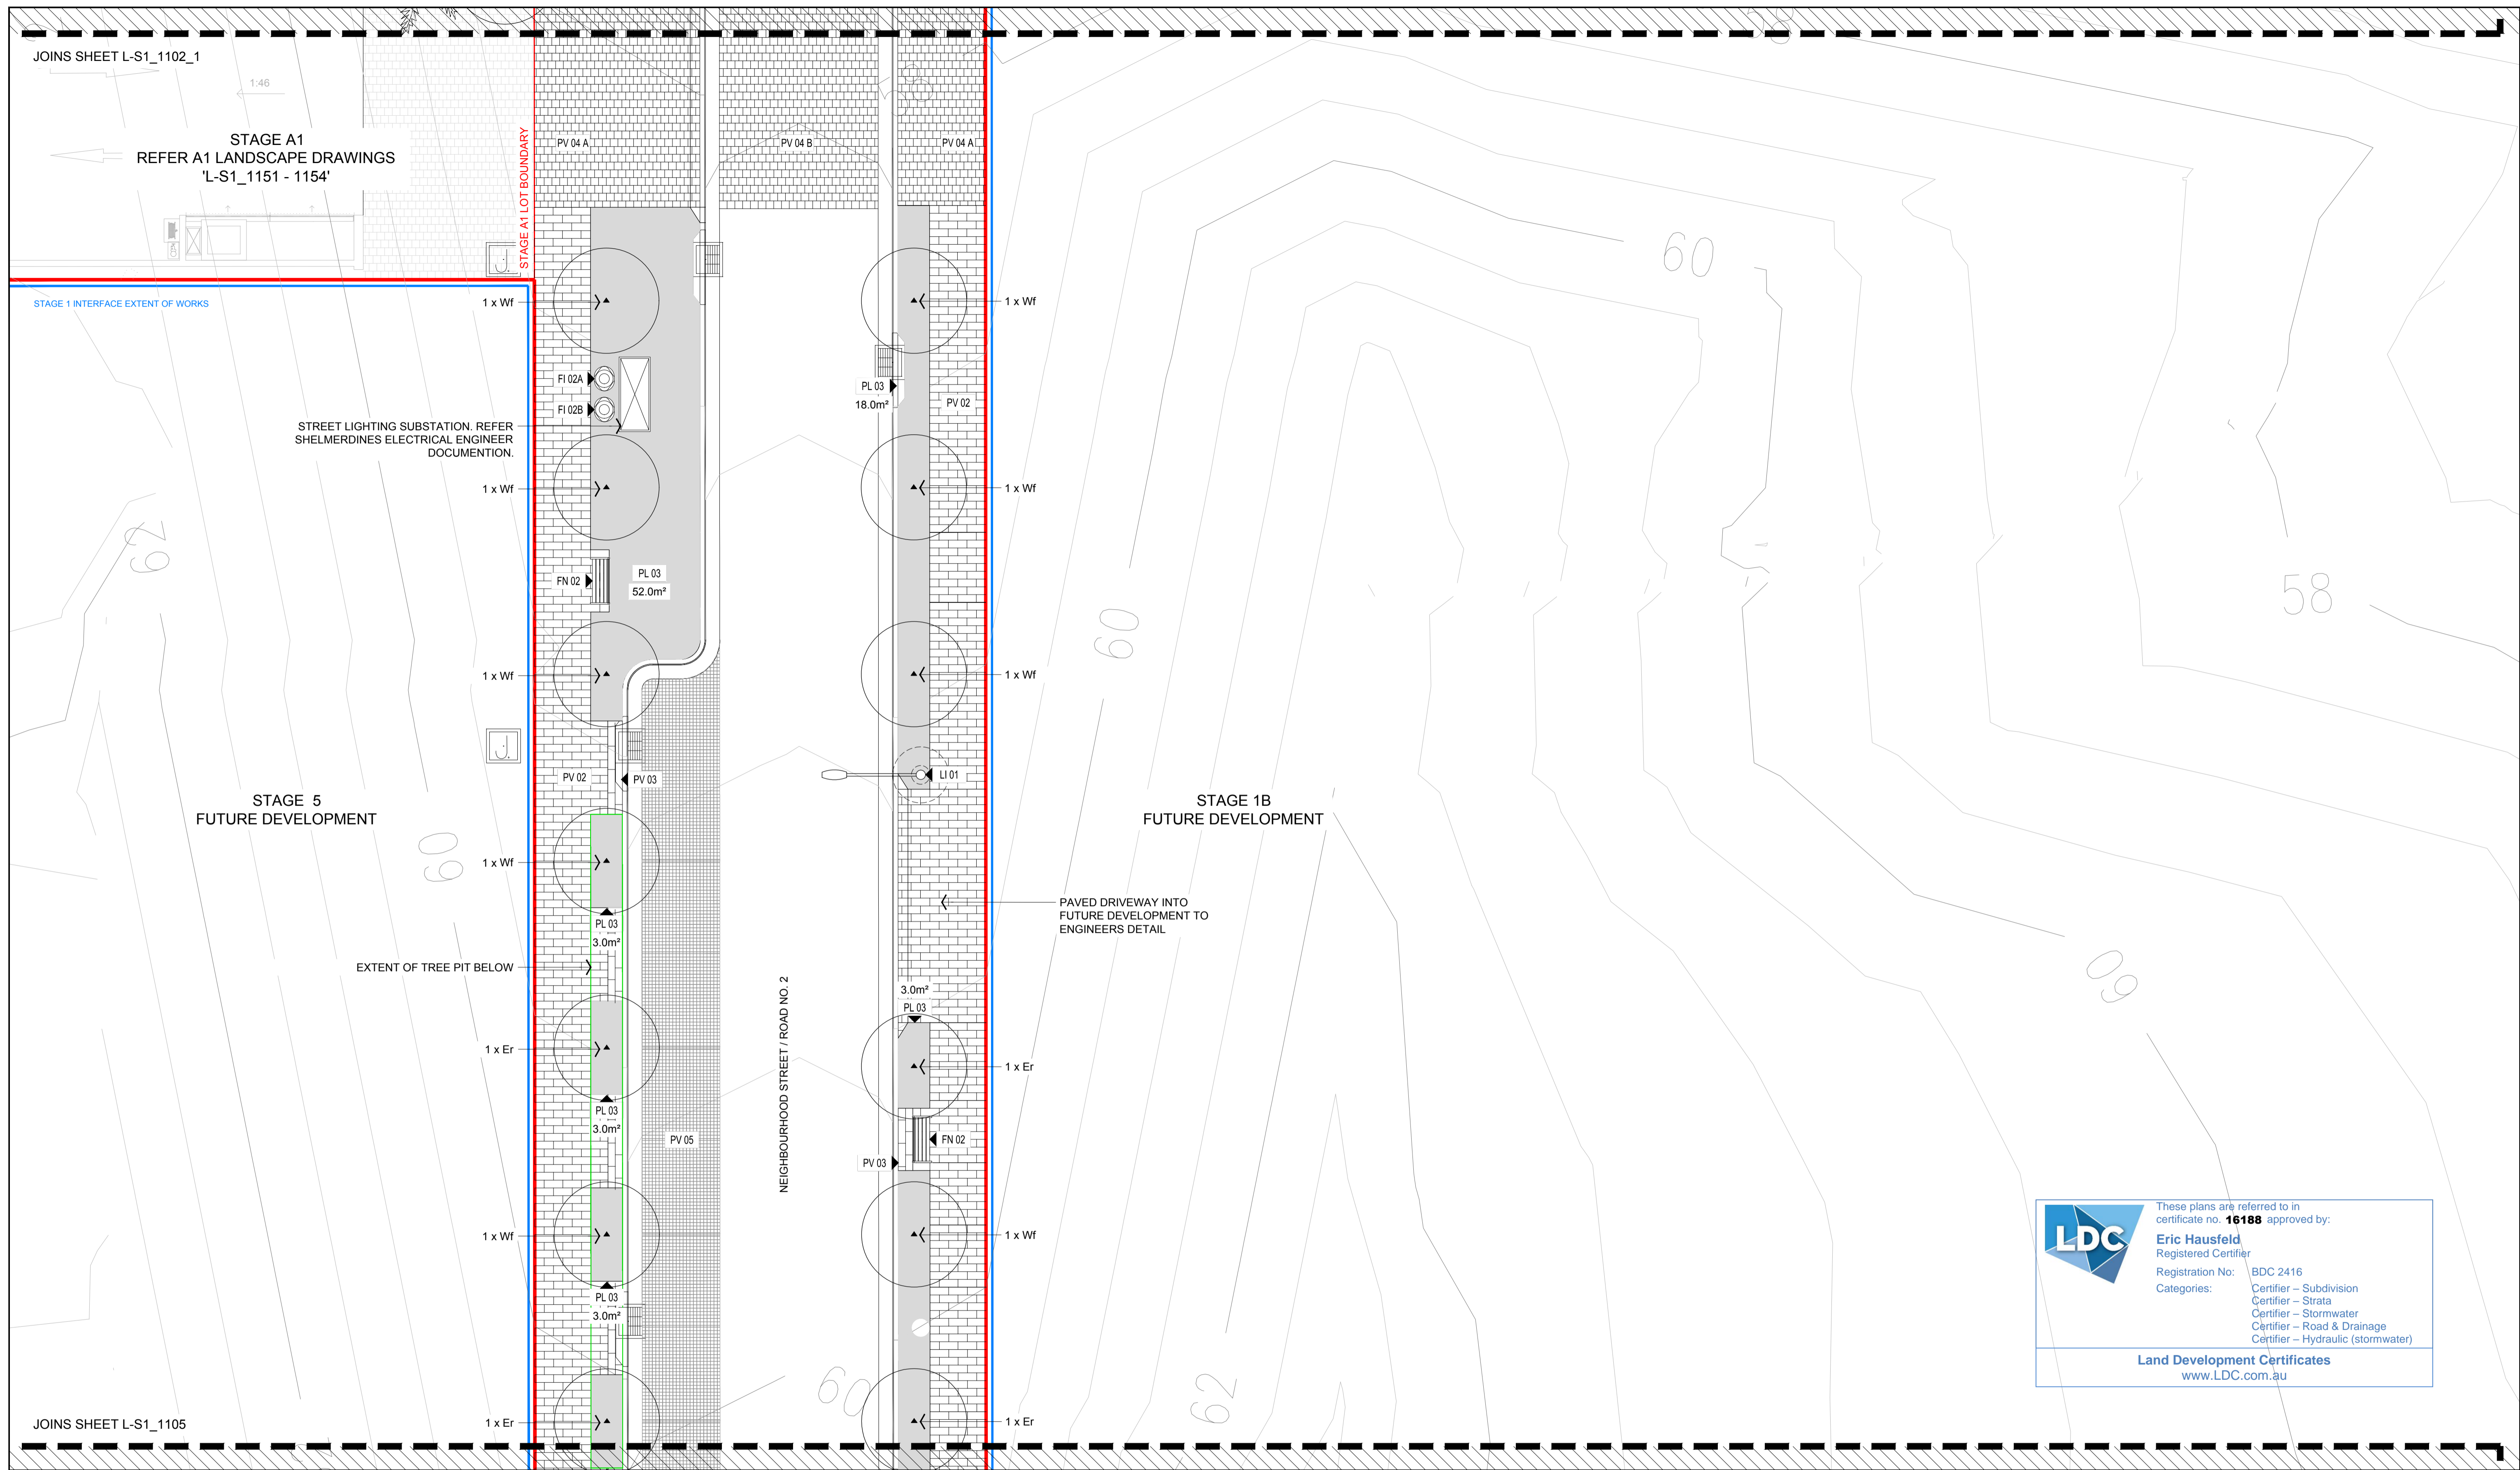 JOINS SHEET L-S1_1102_1
1:46
STAGE A1
REFER A1 LANDSCAPE DRAWINGS
'L-S1_1151 - 1154'
STAGE A1 LOT BOUNDARY
PV 04 A
PV 04 B
PV 04 A
STAGE 1 INTERFACE EXTENT OF WORKS
1 x Wf
1 x Wf
60
FI 02A
FI 02B
PL 03
18.0m²
PV 02
STREET LIGHTING SUBSTATION. REFER
SHELMERDINES ELECTRICAL ENGINEER
DOCUMENTION.
1 x Wf
1 x Wf
62
FN 02
PL 03
52.0m²
58
60
1 x Wf
1 x Wf
PV 02
PV 03
LI 01
STAGE 5
FUTURE DEVELOPMENT
STAGE 1B
FUTURE DEVELOPMENT
60
1 x Wf
PAVED DRIVEWAY INTO
FUTURE DEVELOPMENT TO
ENGINEERS DETAIL
PL 03
3.0m²
EXTENT OF TREE PIT BELOW
60
3.0m²
PL 03
NEIGHBOURHOOD STREET / ROAD NO. 2
1 x Er
1 x Er
PL 03
3.0m²
PV 05
FN 02
PV 03
1 x Wf
1 x Wf
PL 03
3.0m²
60
62
1 x Er
1 x Er
JOINS SHEET L-S1_1105
LDC
These plans are referred to in
certificate no. 16188 approved by:
Eric Hausfeld
Registered Certifier
Registration No: BDC 2416
Categories: Certifier – Subdivision
Certifier – Strata
Certifier – Stormwater
Certifier – Road & Drainage
Certifier – Hydraulic (stormwater)
Land Development Certificates
www.LDC.com.au